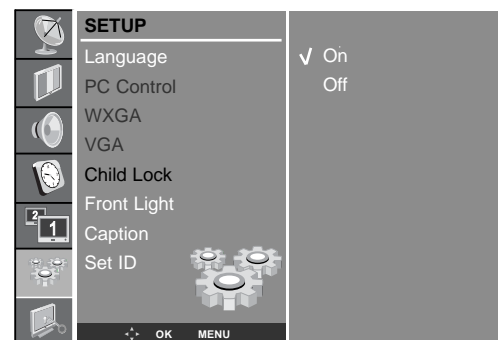 SETUP
Language
PC Control
WXGA
VGA
Child Lock
Front Light
Caption
Set ID
√ On
Off
2
1
OK MENU